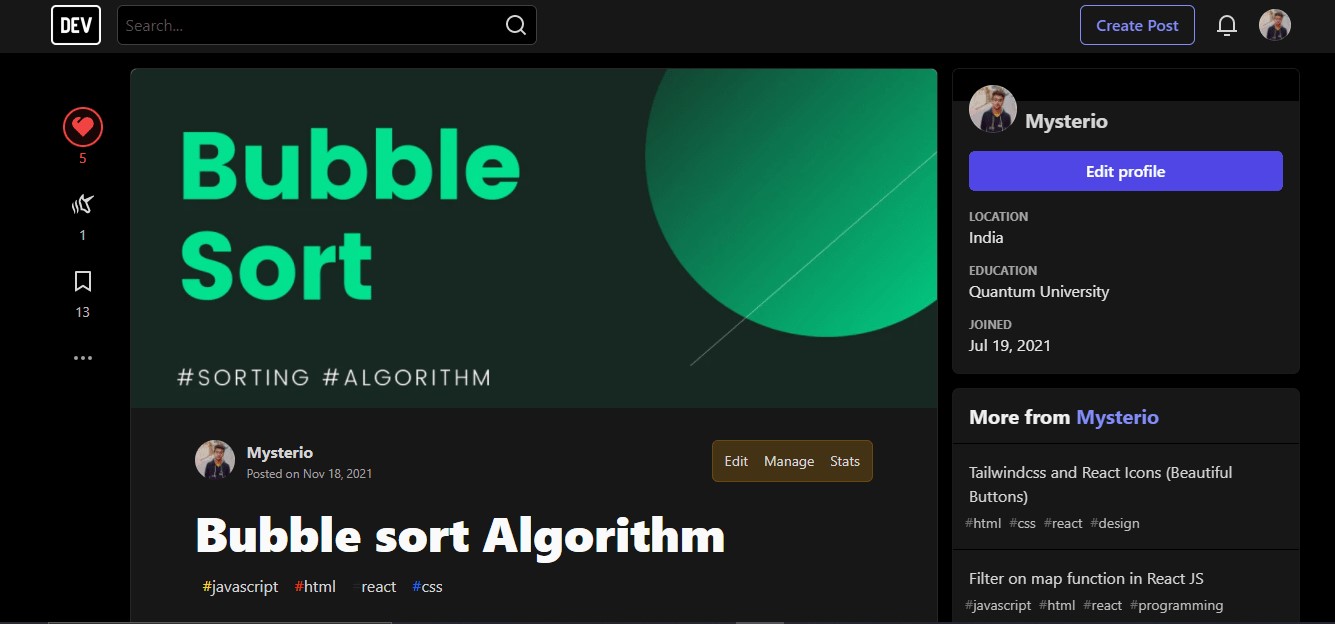 DEV
Search...
Create Post
5
1
13
Bubble
Sort
#SORTING #ALGORITHM
Mysterio
Posted on Nov 18, 2021
Edit Manage Stats
Bubble sort Algorithm
#javascript #html #react #css
Mysterio
Edit profile
LOCATION
India
EDUCATION
Quantum University
JOINED
Jul 19, 2021
More from Mysterio
Tailwindcss and React Icons (Beautiful
Buttons)
#html #css #react #design
Filter on map function in React JS
#javascript #html #react #programming